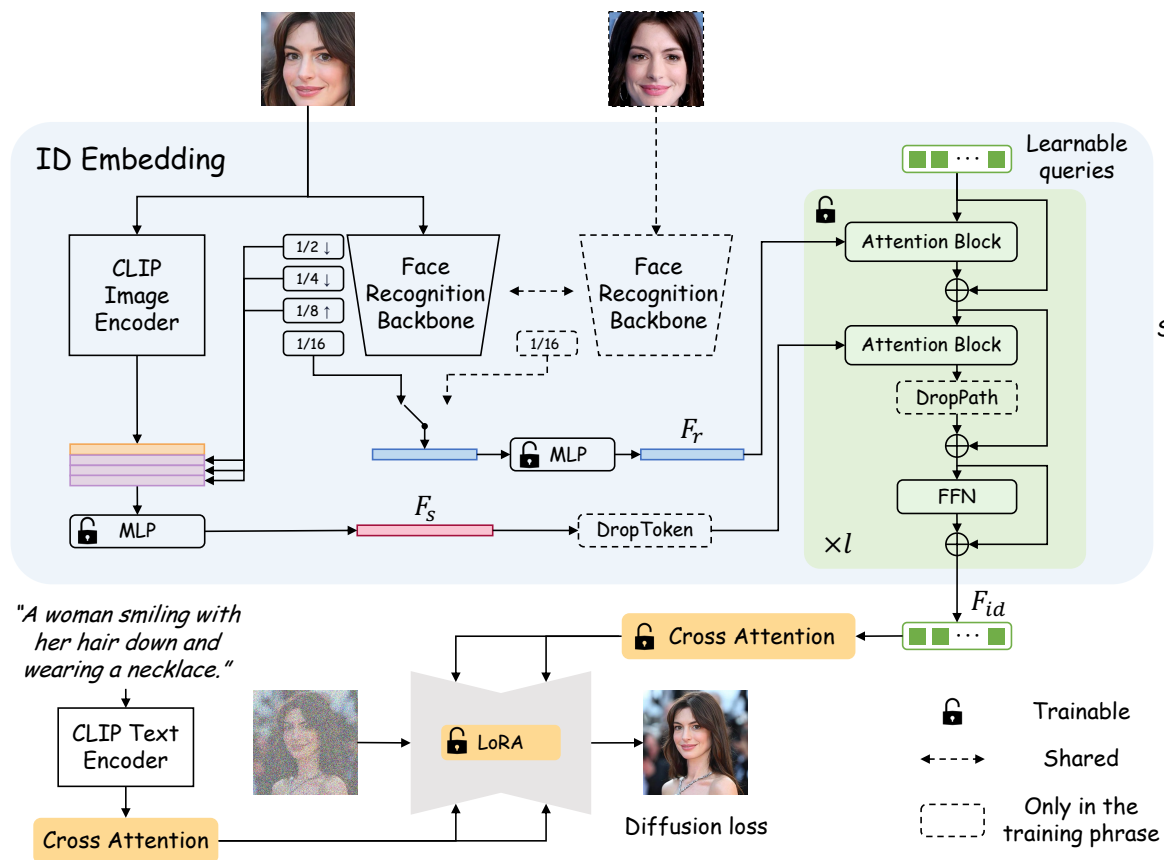 ID Embedding
Learnable
queries
CLIP
Image
Encoder
1/2 ↓
1/4 ↓
1/8 ↑
1/16
Face
Recognition
Backbone
1/16
Face
Recognition
Backbone
Attention Block
Attention Block
DropPath
FFN
×l
MLP
F_r
MLP
F_s
DropToken
F_id
"A woman smiling with
her hair down and
wearing a necklace."
CLIP Text
Encoder
Cross Attention
Cross Attention
LoRA
Diffusion loss
Trainable
Shared
Only in the
training phrase
s